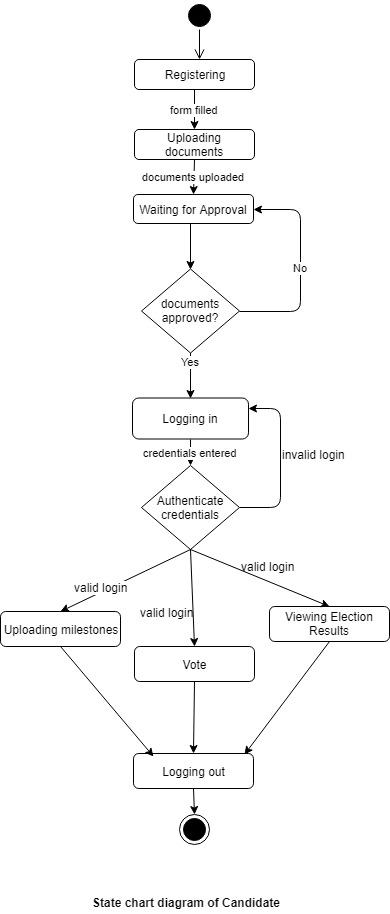 Registering
form filled
Uploading
documents
documents uploaded
Waiting for Approval
No
documents
approved?
Yes
Logging in
credentials entered
invalid login
Authenticate
credentials
valid login
valid login
valid login
Uploading milestones
Vote
Viewing Election
Results
Logging out
State chart diagram of Candidate